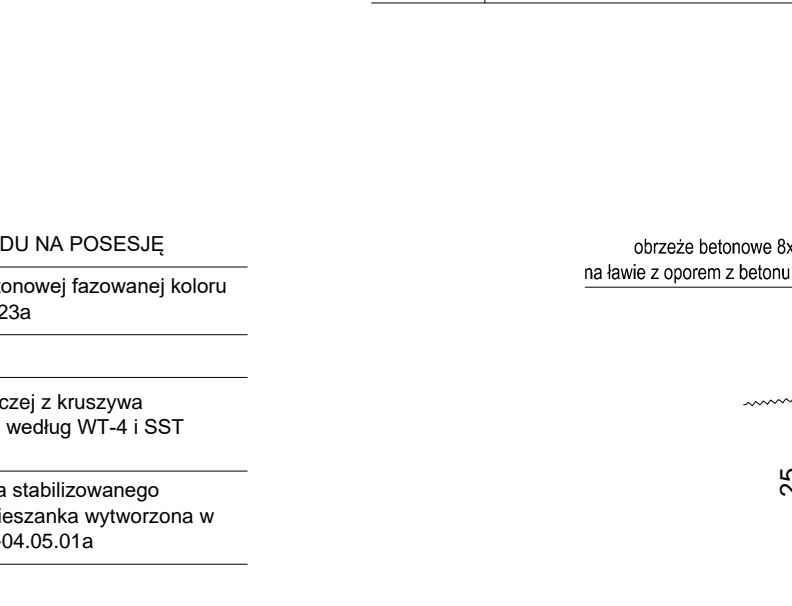 DU NA POSESJĘ
tonowej fazowanej koloru
23a
czej z kruszywa
według WT-4 i SST
a stabilizowanego
ieszanka wytworzona w
-04.05.01a
obrzeże betonowe 8x
na ławie z oporem z betonu
25